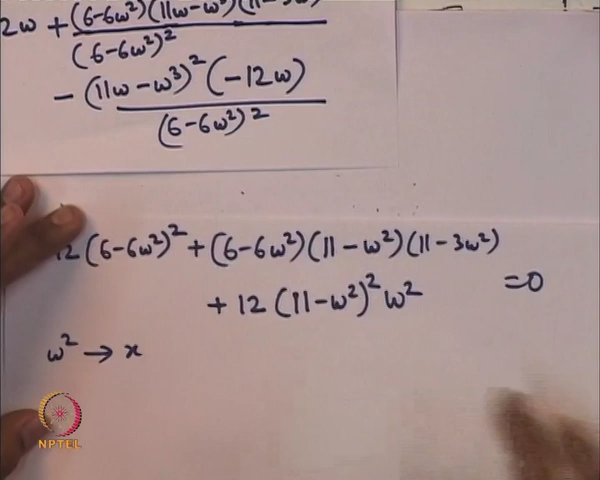 2ω + (6-6ω²)(11ω-ω³)(11-3ω²)
(6-6ω²)²
- (11ω-ω³)² (-12ω)
(6-6ω²)²
12(6-6ω²)² + (6-6ω²)(11-ω²)(11-3ω²)
+ 12(11-ω²)²ω² =0
ω² → x
NPTEL